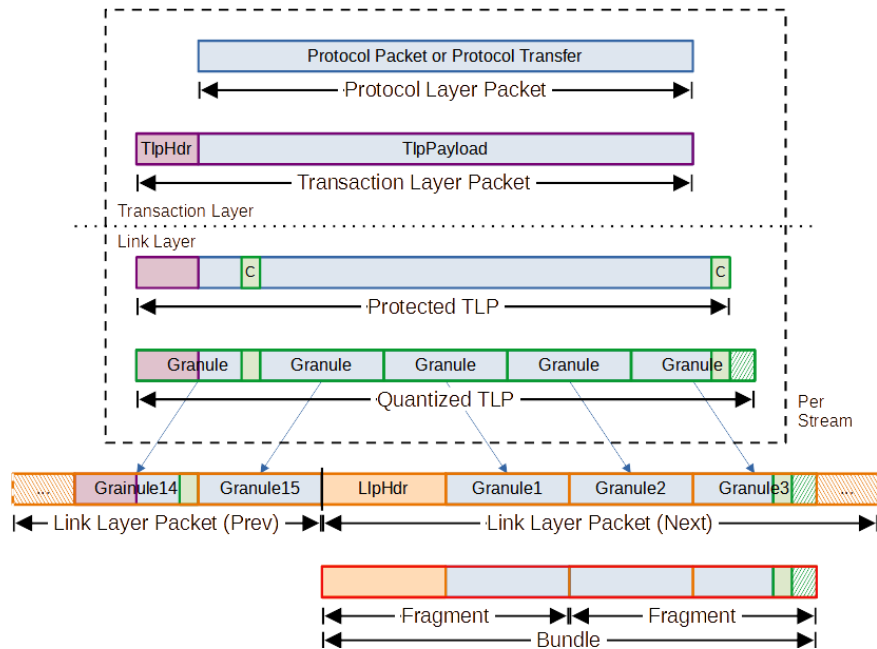 Protocol Packet or Protocol Transfer
Protocol Layer Packet
TlpHdr TlpPayload
Transaction Layer Packet
Transaction Layer
Link Layer
C C
Protected TLP
Granule Granule Granule Granule Granule
Quantized TLP
Per
Stream
... Grainule14 Granule15 LlpHdr Granule1 Granule2 Granule3 ...
Link Layer Packet (Prev) Link Layer Packet (Next)
Fragment Fragment
Bundle